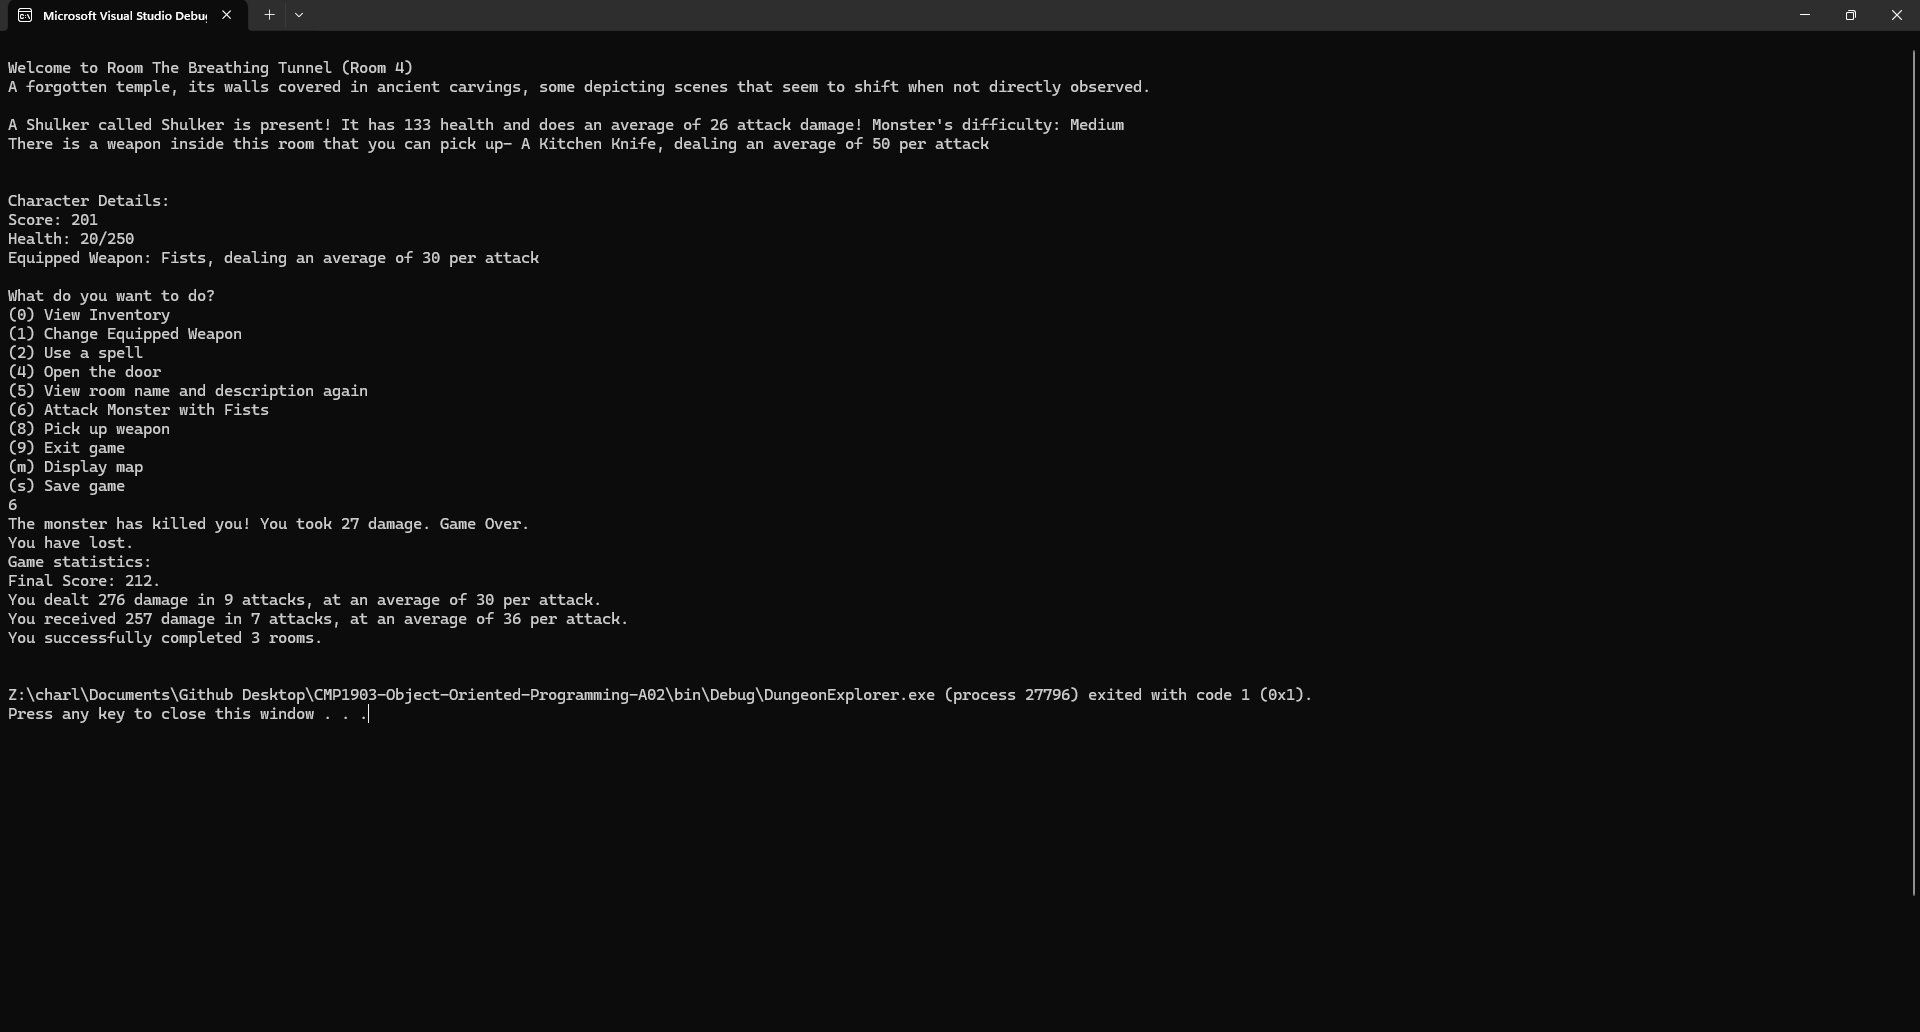 Microsoft Visual Studio Debu
Welcome to Room The Breathing Tunnel (Room 4)
A forgotten temple, its walls covered in ancient carvings, some depicting scenes that seem to shift when not directly observed.
A Shulker called Shulker is present! It has 133 health and does an average of 26 attack damage! Monster's difficulty: Medium
There is a weapon inside this room that you can pick up- A Kitchen Knife, dealing an average of 50 per attack
Character Details:
Score: 201
Health: 20/250
Equipped Weapon: Fists, dealing an average of 30 per attack
What do you want to do?
(0) View Inventory
(1) Change Equipped Weapon
(2) Use a spell
(4) Open the door
(5) View room name and description again
(6) Attack Monster with Fists
(8) Pick up weapon
(9) Exit game
(m) Display map
(s) Save game
6
The monster has killed you! You took 27 damage. Game Over.
You have lost.
Game statistics:
Final Score: 212.
You dealt 276 damage in 9 attacks, at an average of 30 per attack.
You received 257 damage in 7 attacks, at an average of 36 per attack.
You successfully completed 3 rooms.
Z:\charl\Documents\Github Desktop\CMP1903-Object-Oriented-Programming-A02\bin\Debug\DungeonExplorer.exe (process 27796) exited with code 1 (0x1).
Press any key to close this window . . .